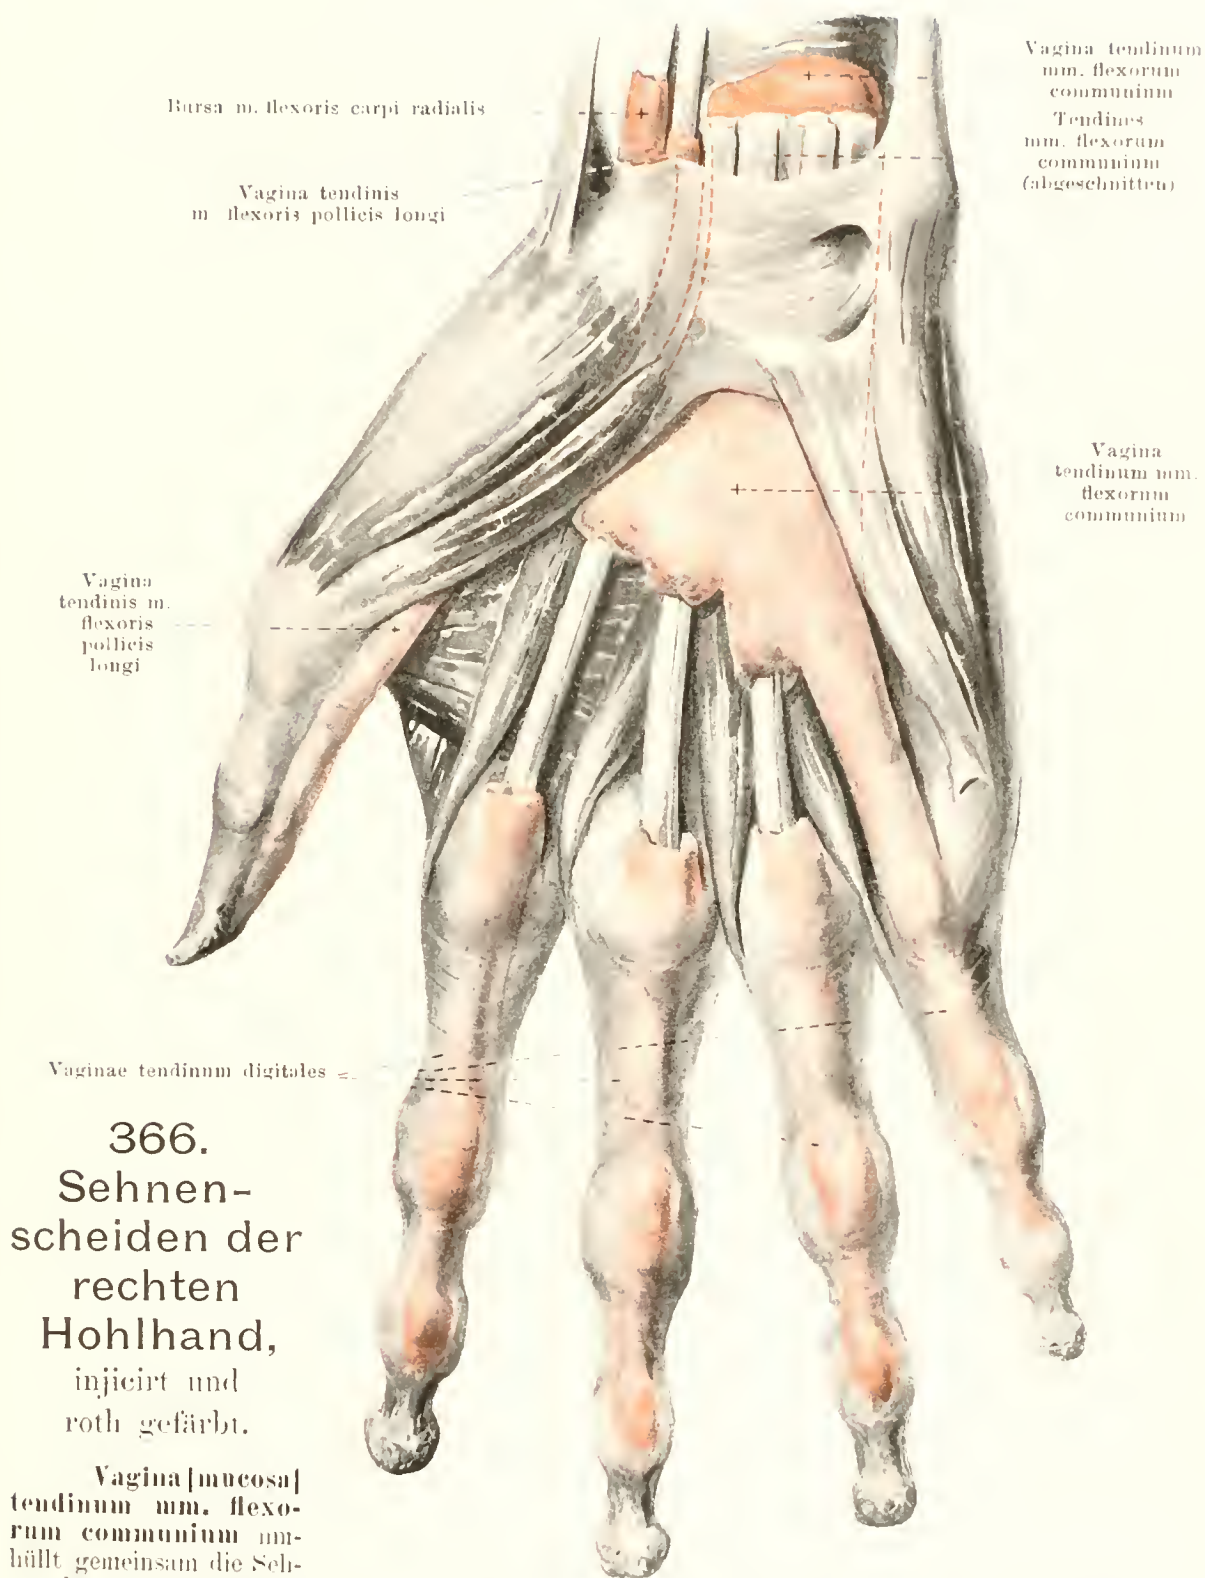 Bursa m. flexoris carpi radialis
Vagina tendinis
m flexoris pollicis longi
Vagina tendinum
mm. flexorum
communium
Tendines
mm. flexorum
communium
(abgeschnitten)
Vagina
tendinum mm.
flexorum
communium
Vagina
tendinis m.
flexoris
pollicis
longi
Vaginae tendinum digitales
366.
Sehnen-
scheiden der
rechten
Hohlhand,
injicirt und
roth gefärbt.
Vagina [mucosa]
tendinum mm. flexo-
rum communium um-
hüllt gemeinsam die Seh-